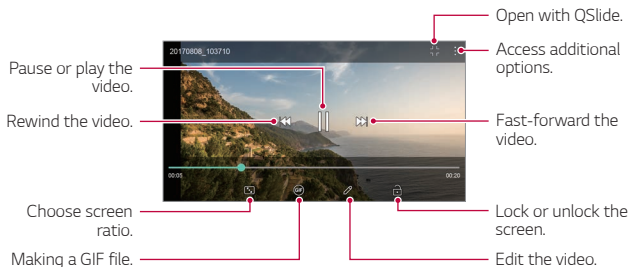 Open with QSlide.
20170808_103710
Access additional
options.
Pause or play the
video.
Rewind the video.
Fast-forward the
video.
00:05
00:20
GIF
Choose screen
ratio.
Lock or unlock the
screen.
Making a GIF file.
Edit the video.